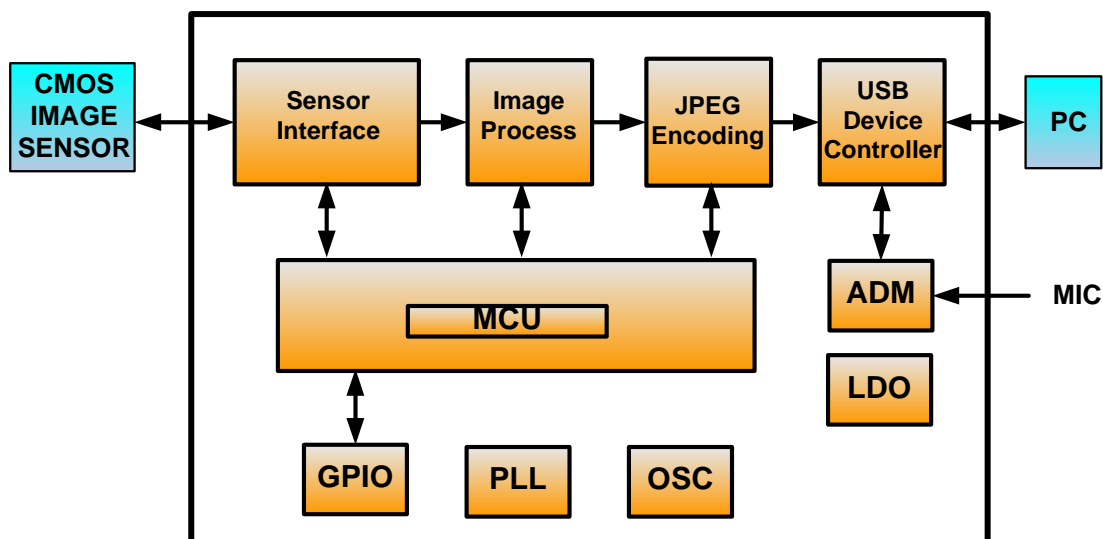 CMOS
IMAGE
SENSOR
Sensor
Interface
Image
Process
JPEG
Encoding
USB
Device
Controller
PC
MCU
ADM
MIC
LDO
GPIO
PLL
OSC